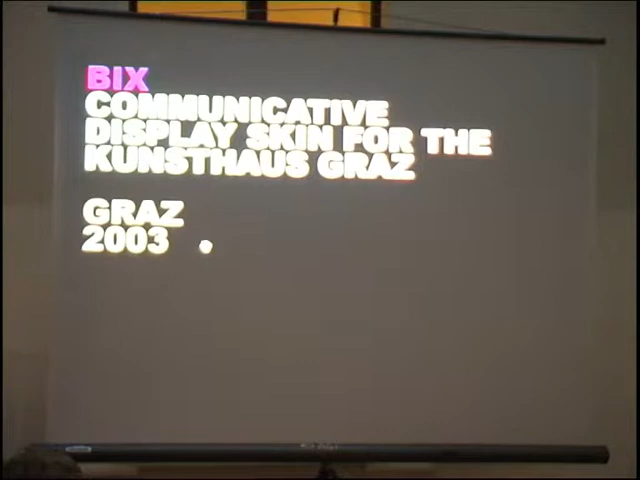 BIX
COMMUNICATIVE
DISPLAY SKIN FOR THE
KUNSTHAUS GRAZ
GRAZ
2003